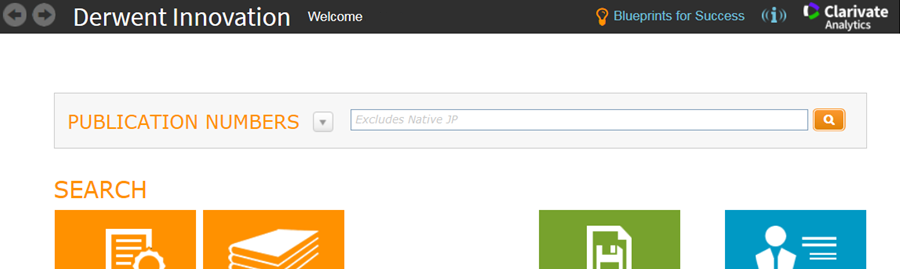 Derwent Innovation Welcome Blueprints for Success Clarivate
Analytics
PUBLICATION NUMBERS Excludes Native JP
SEARCH